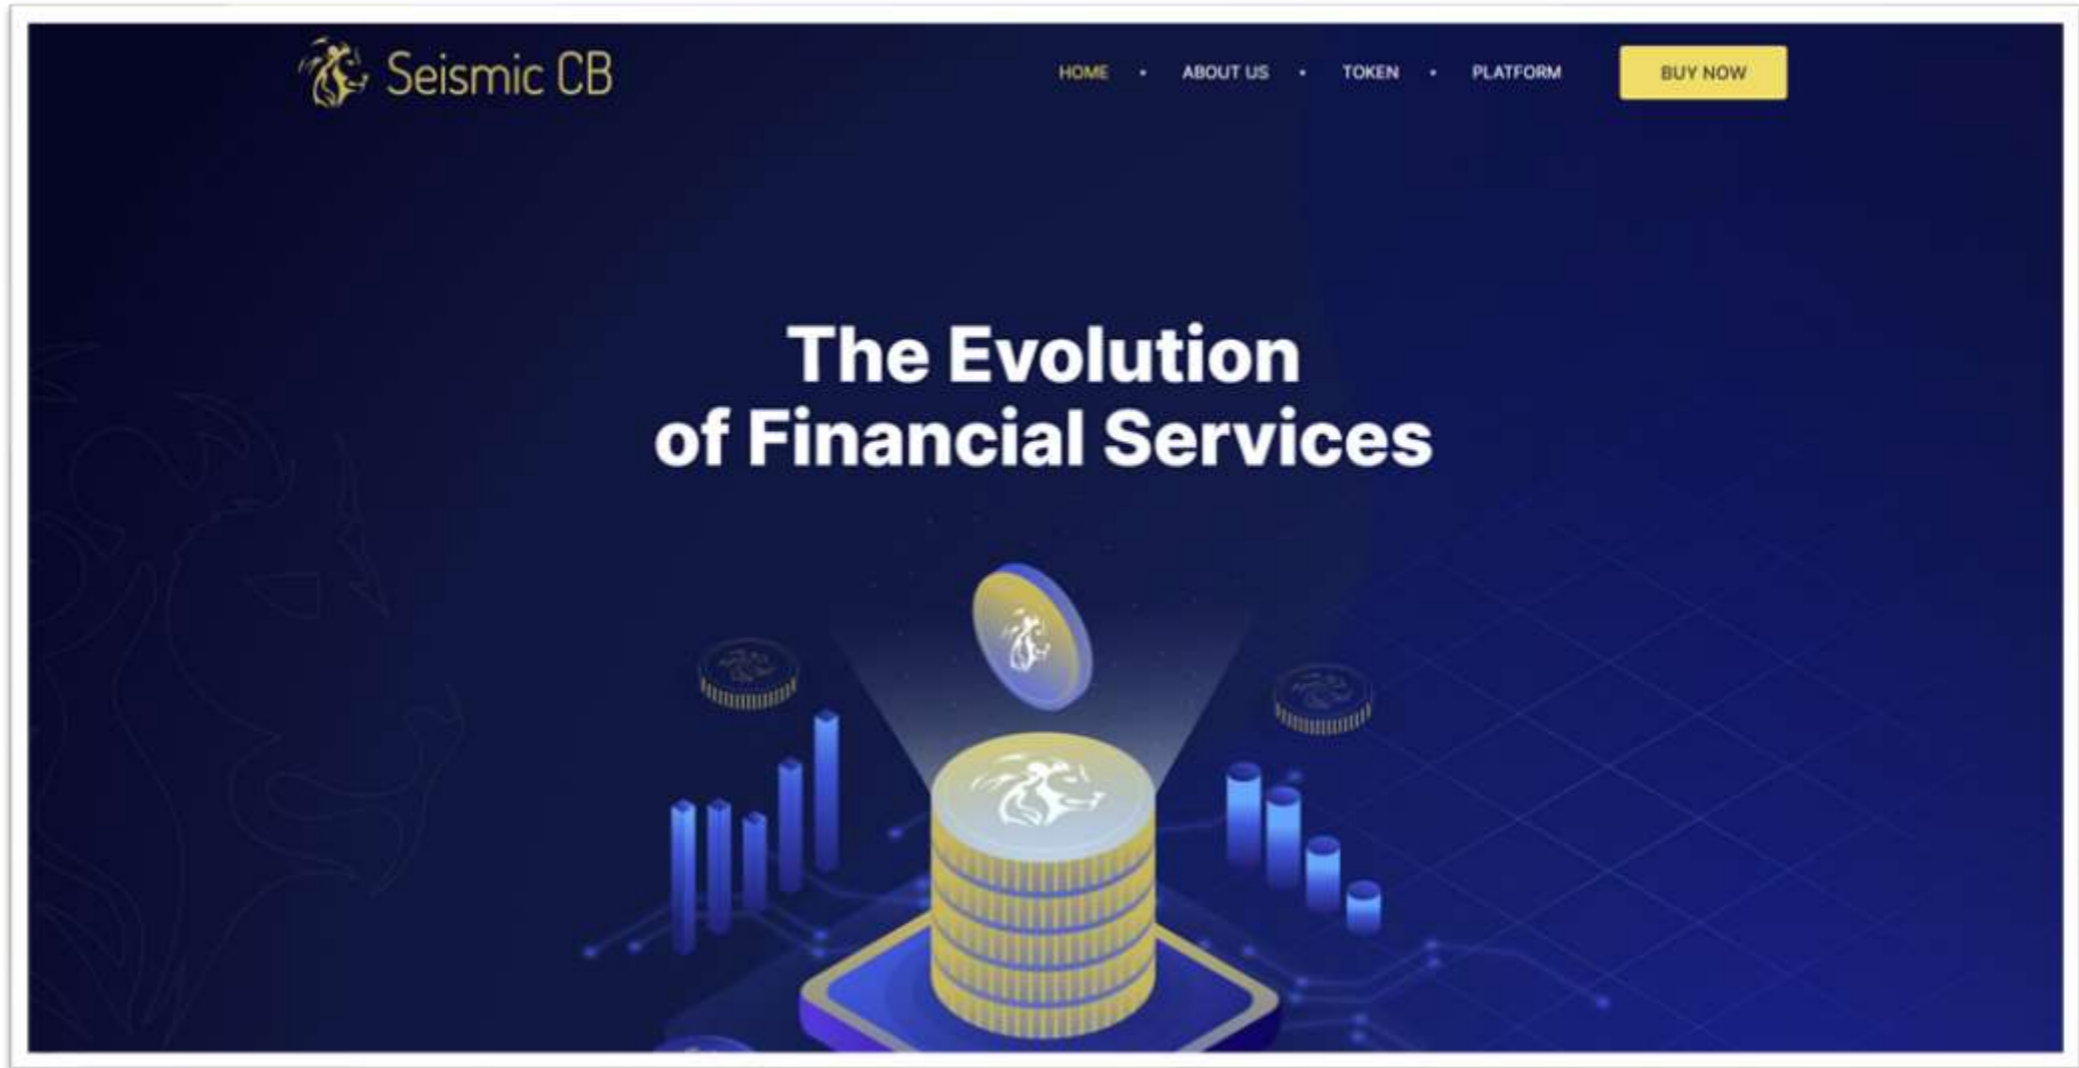 Seismic CB
HOME • ABOUT US • TOKEN • PLATFORM BUY NOW
The Evolution
of Financial Services